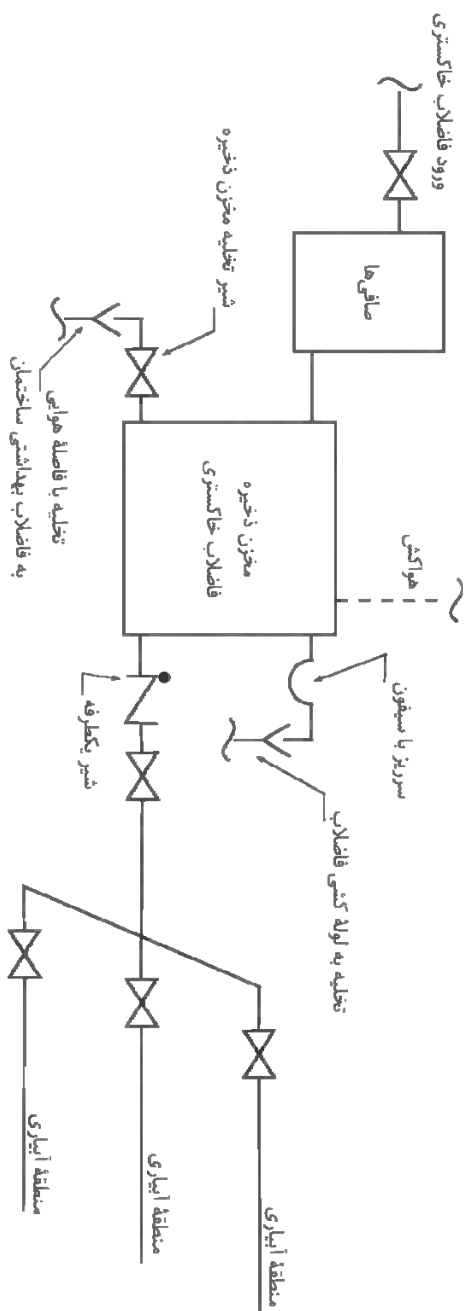 ورود فاضلاب خاکستری
صافی‌ها
شیر تخلیه مخزن ذخیره
تخلیه با فاصلهٔ هوایی
به فاضلاب بهداشتی ساختمان
مخزن ذخیره
فاضلاب خاکستری
هواکش
سرریز با سیفون
تخلیه به لولهٔ کشی فاضلاب
شیر یکطرفه
منطقهٔ آبیاری
منطقهٔ آبیاری
منطقهٔ آبیاری